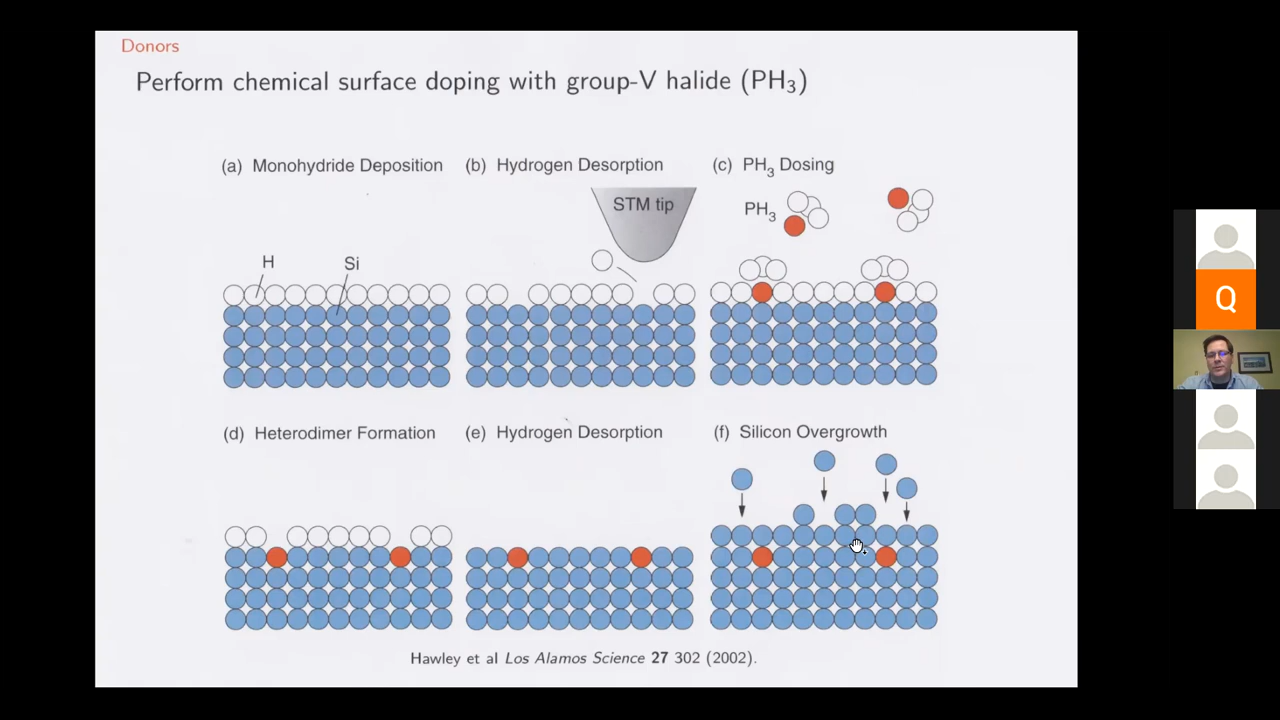 Donors
Perform chemical surface doping with group-V halide (PH₃)
(a) Monohydride Deposition
(b) Hydrogen Desorption
(c) PH₃ Dosing
STM tip
PH₃
H
Si
Q
(d) Heterodimer Formation
(e) Hydrogen Desorption
(f) Silicon Overgrowth
Hawley et al Los Alamos Science 27 302 (2002).